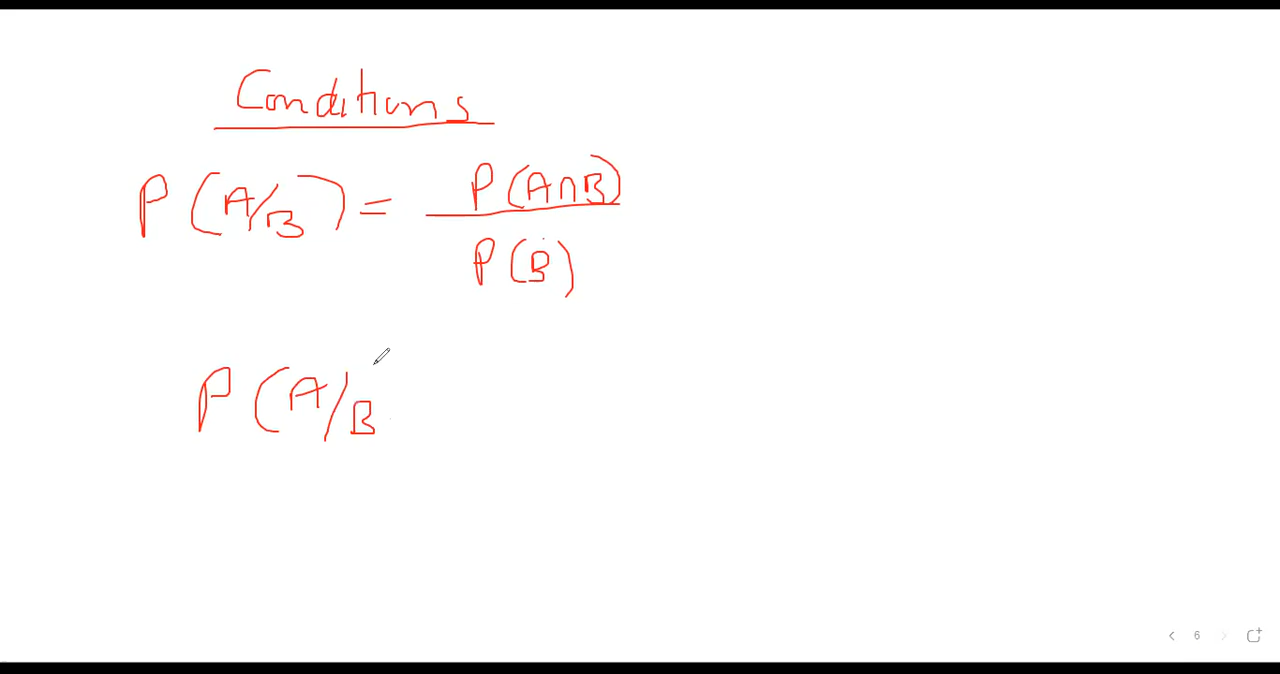 Conditions
P(A/B) = P(A∩B)
P(B)
P(A/B
6